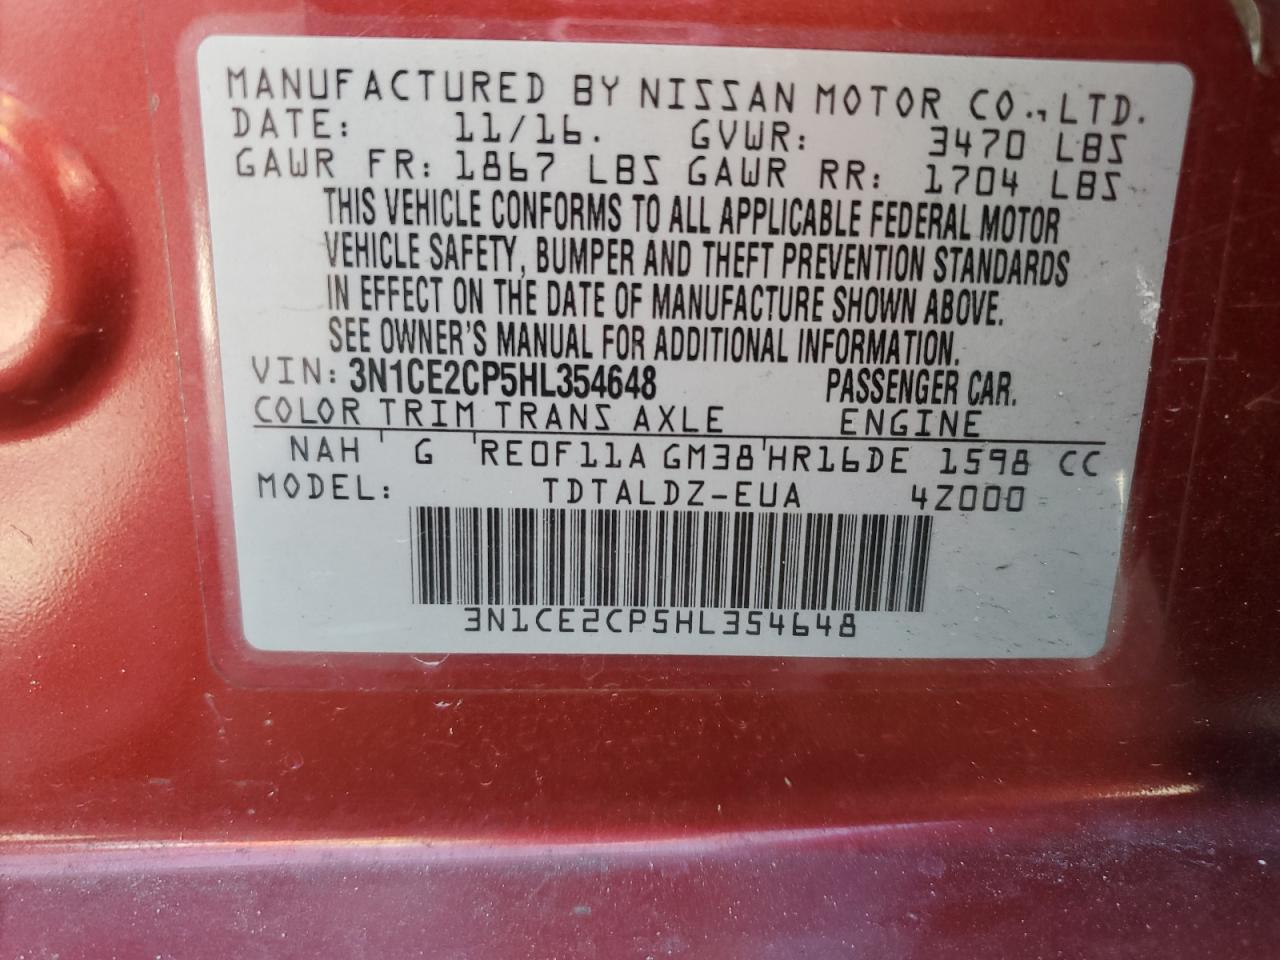 MANUFACTURED BY NISSAN MOTOR CO.,LTD.
DATE: 11/16. GVWR: 3470 LBS
GAWR FR: 1867 LBS GAWR RR: 1704 LBS
THIS VEHICLE CONFORMS TO ALL APPLICABLE FEDERAL MOTOR
VEHICLE SAFETY, BUMPER AND THEFT PREVENTION STANDARDS
IN EFFECT ON THE DATE OF MANUFACTURE SHOWN ABOVE.
SEE OWNER'S MANUAL FOR ADDITIONAL INFORMATION.
VIN: 3N1CE2CP5HL354648 PASSENGER CAR.
COLOR TRIM TRANS AXLE ENGINE
NAH ' G ' RE0F11A GM38 ' HR16DE 1598 CC
MODEL: TDTALDZ-EUA 4Z000
3N1CE2CP5HL354648